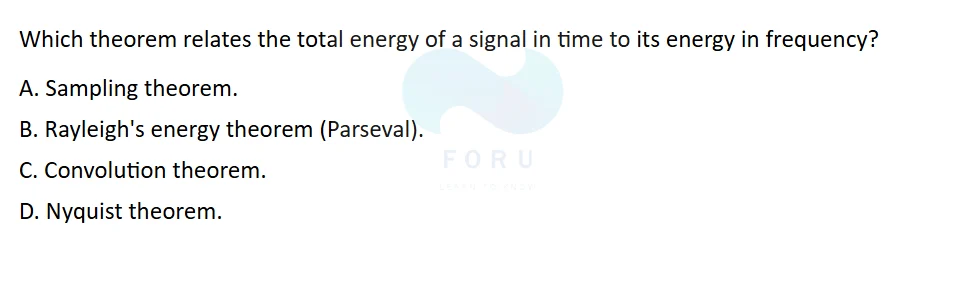 Which theorem relates the total energy of a signal in time to its energy in frequency?
A. Sampling theorem.
B. Rayleigh's energy theorem (Parseval).
FORU
C. Convolution theorem.
D. Nyquist theorem.